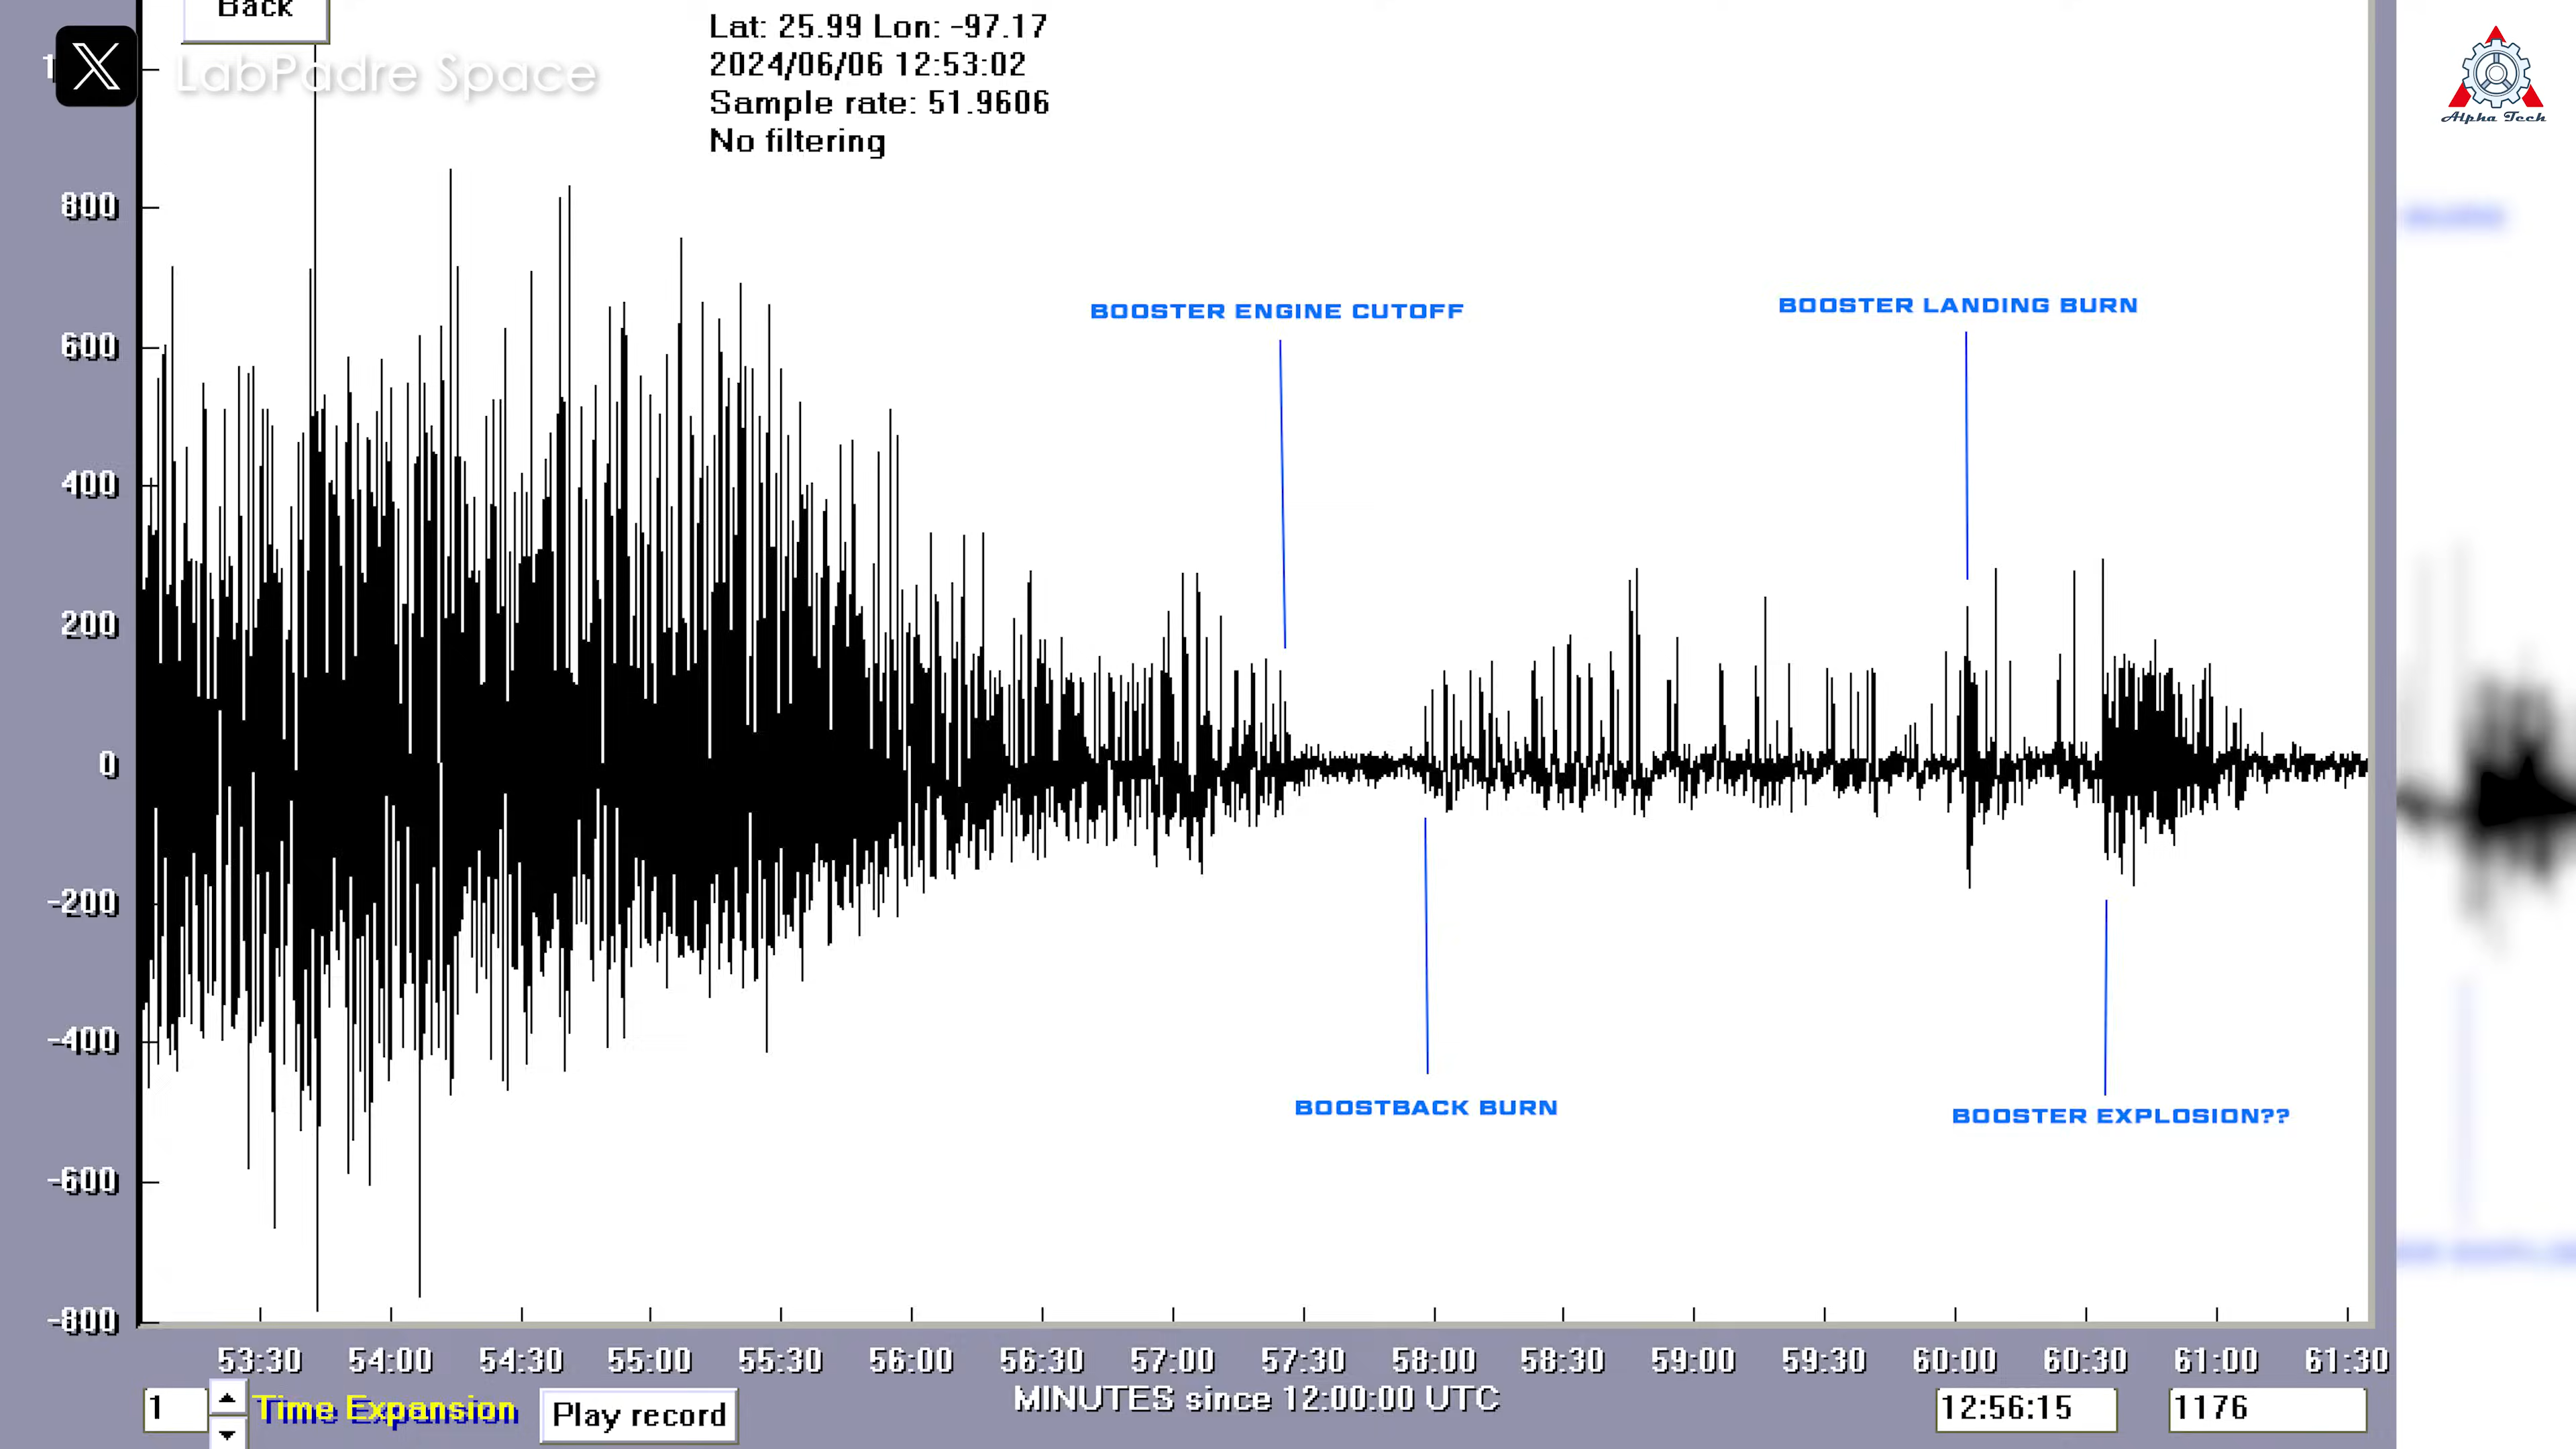 Back
LabPadre Space
Lat: 25.99 Lon: -97.17
2024/06/06 12:53:02
Sample rate: 51.9606
No filtering
Alpha Tech
800
600
400
200
0
-200
-400
-600
-800
BOOSTER ENGINE CUTOFF
BOOSTER LANDING BURN
BOOSTBACK BURN
BOOSTER EXPLOSION??
53:30 54:00 54:30 55:00 55:30 56:00 56:30 57:00 57:30 58:00 58:30 59:00 59:30 60:00 60:30 61:00 61:30
MINUTES since 12:00:00 UTC
1
Time Expansion
Play record
12:56:15
1176